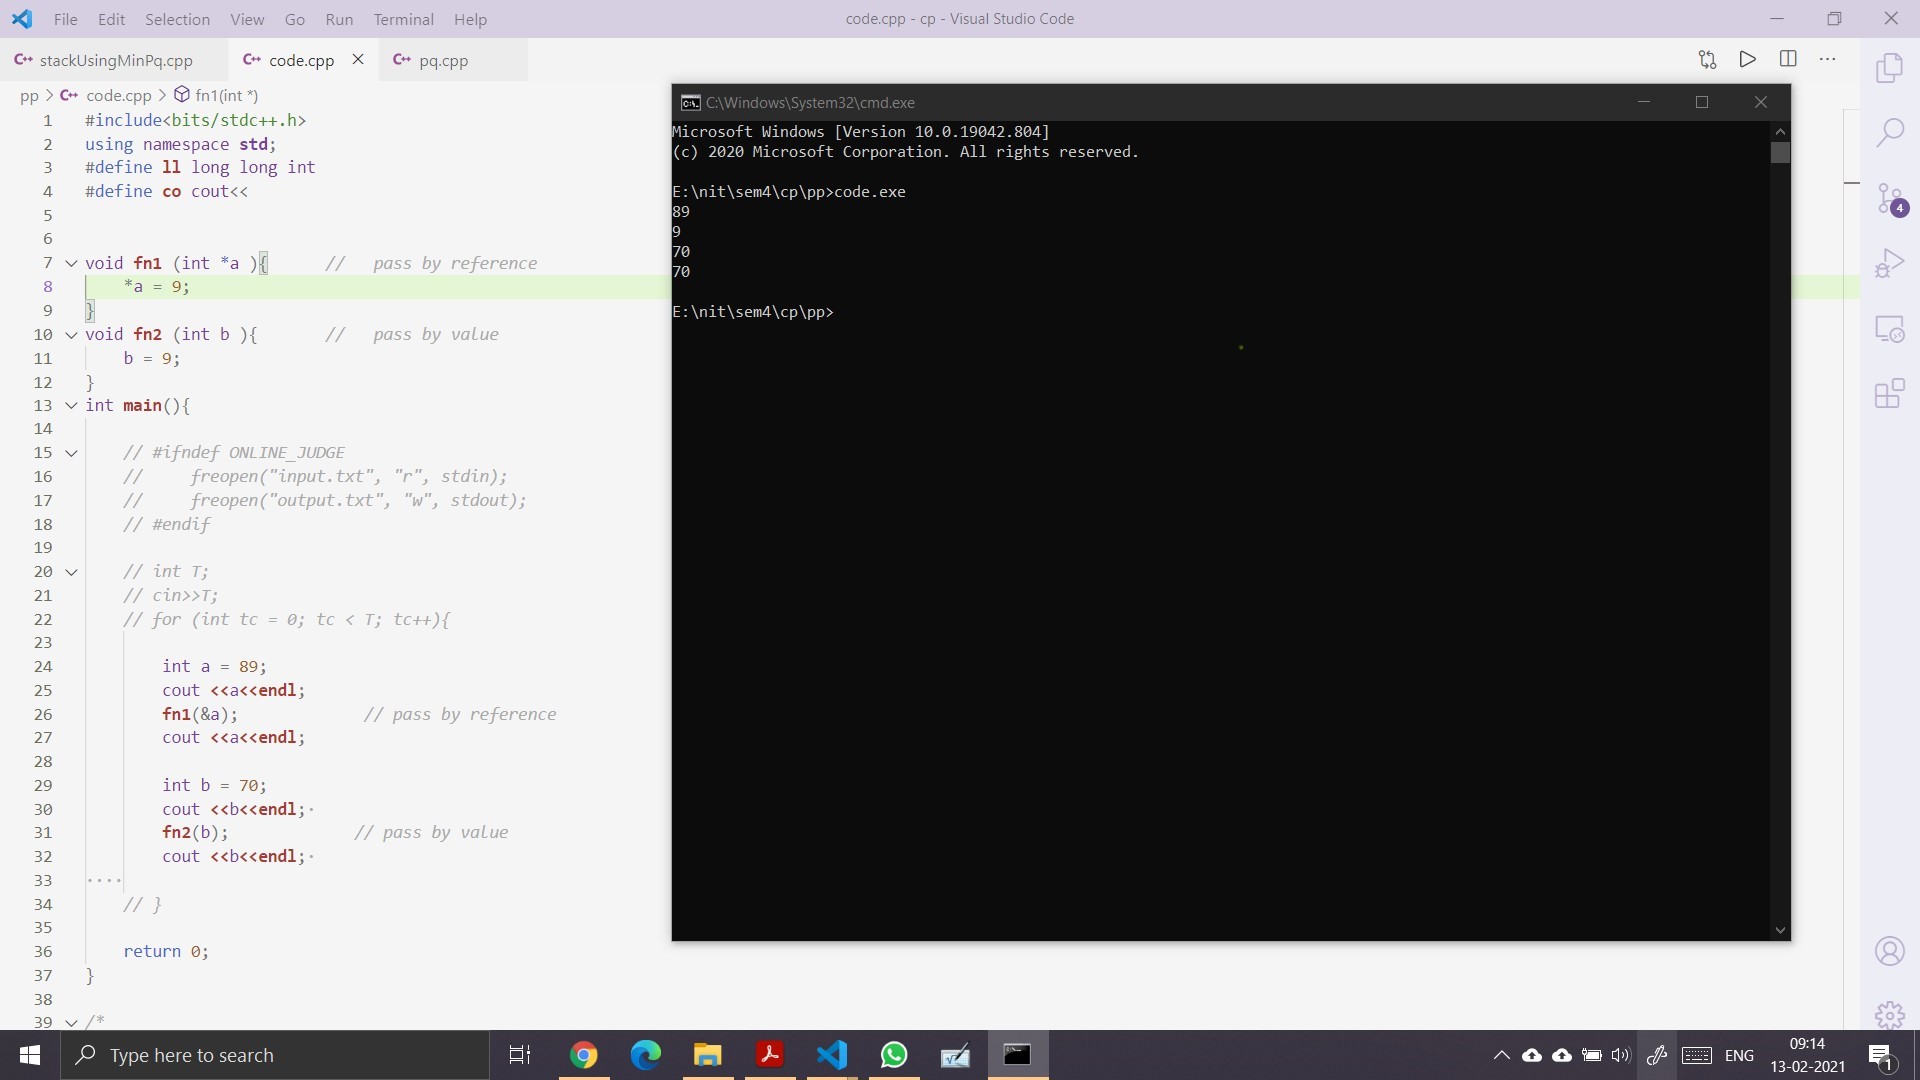 File Edit Selection View Go Run Terminal Help
code.cpp - cp - Visual Studio Code
stackUsingMinPq.cpp
code.cpp
pq.cpp
pp > code.cpp > fn1(int *)
1 #include<bits/stdc++.h>
2 using namespace std;
3 #define ll long long int
4 #define co cout<<
5
6
7 void fn1 (int *a ){ // pass by reference
8 *a = 9;
9 }
10 void fn2 (int b ){ // pass by value
11 b = 9;
12 }
13 int main(){
14
15 // #ifndef ONLINE_JUDGE
16 // freopen("input.txt", "r", stdin);
17 // freopen("output.txt", "w", stdout);
18 // #endif
19
20 // int T;
21 // cin>>T;
22 // for (int tc = 0; tc < T; tc++){
23
24 int a = 89;
25 cout <<a<<endl;
26 fn1(&a); // pass by reference
27 cout <<a<<endl;
28
29 int b = 70;
30 cout <<b<<endl;
31 fn2(b); // pass by value
32 cout <<b<<endl;
33
34 // }
35
36 return 0;
37 }
38
39 /*
C:\Windows\System32\cmd.exe
Microsoft Windows [Version 10.0.19042.804]
(c) 2020 Microsoft Corporation. All rights reserved.
E:\nit\sem4\cp\pp>code.exe
89
9
70
70
E:\nit\sem4\cp\pp>
4
Type here to search
ENG
09:14
13-02-2021
1